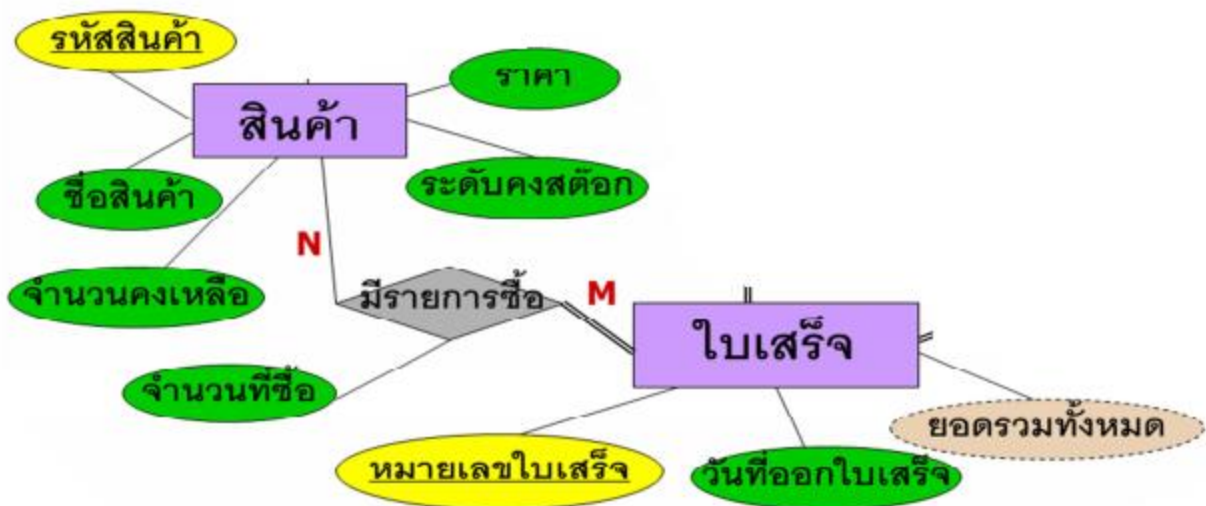 รหัสสินค้า
ราคา
สินค้า
ชื่อสินค้า
ระดับคงสต๊อก
N
จำนวนคงเหลือ
มีรายการซื้อ
M
ใบเสร็จ
จำนวนที่ซื้อ
ยอดรวมทั้งหมด
หมายเลขใบเสร็จ
วันที่ออกใบเสร็จ